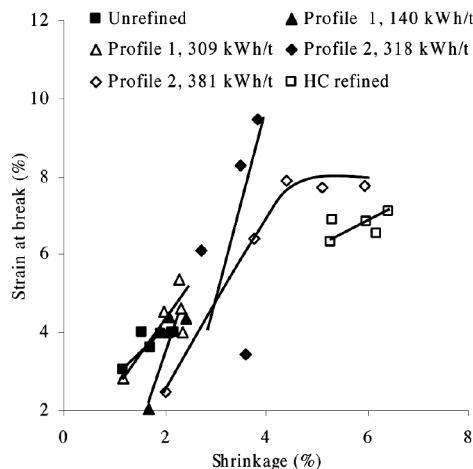 Unrefined
Profile 1, 140 kWh/t
Profile 1, 309 kWh/t
Profile 2, 318 kWh/t
Profile 2, 381 kWh/t
HC refined
12
10
8
6
4
2
Strain at break (%)
0 2 4 6 8
Shrinkage (%)